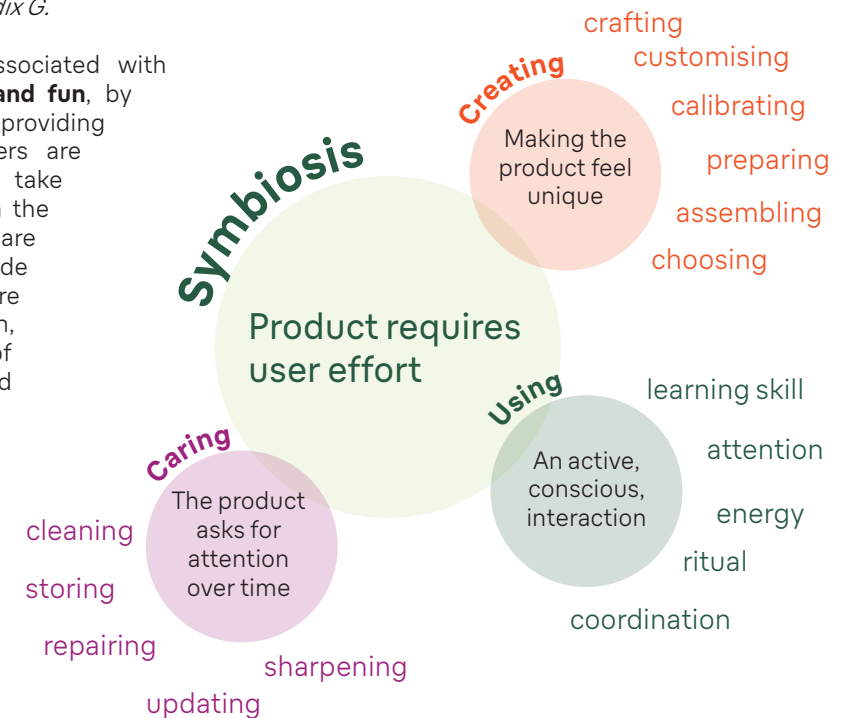 dix G.
ssociated with
and fun, by
providing
ers are
take
the
are
de
re
n,
of
d
Symbiosis
Product requires
user effort
Creating
Making the
product feel
unique
crafting
customising
calibrating
preparing
assembling
choosing
Using
An active,
conscious,
interaction
learning skill
attention
energy
ritual
coordination
Caring
The product
asks for
attention
over time
cleaning
storing
repairing
sharpening
updating